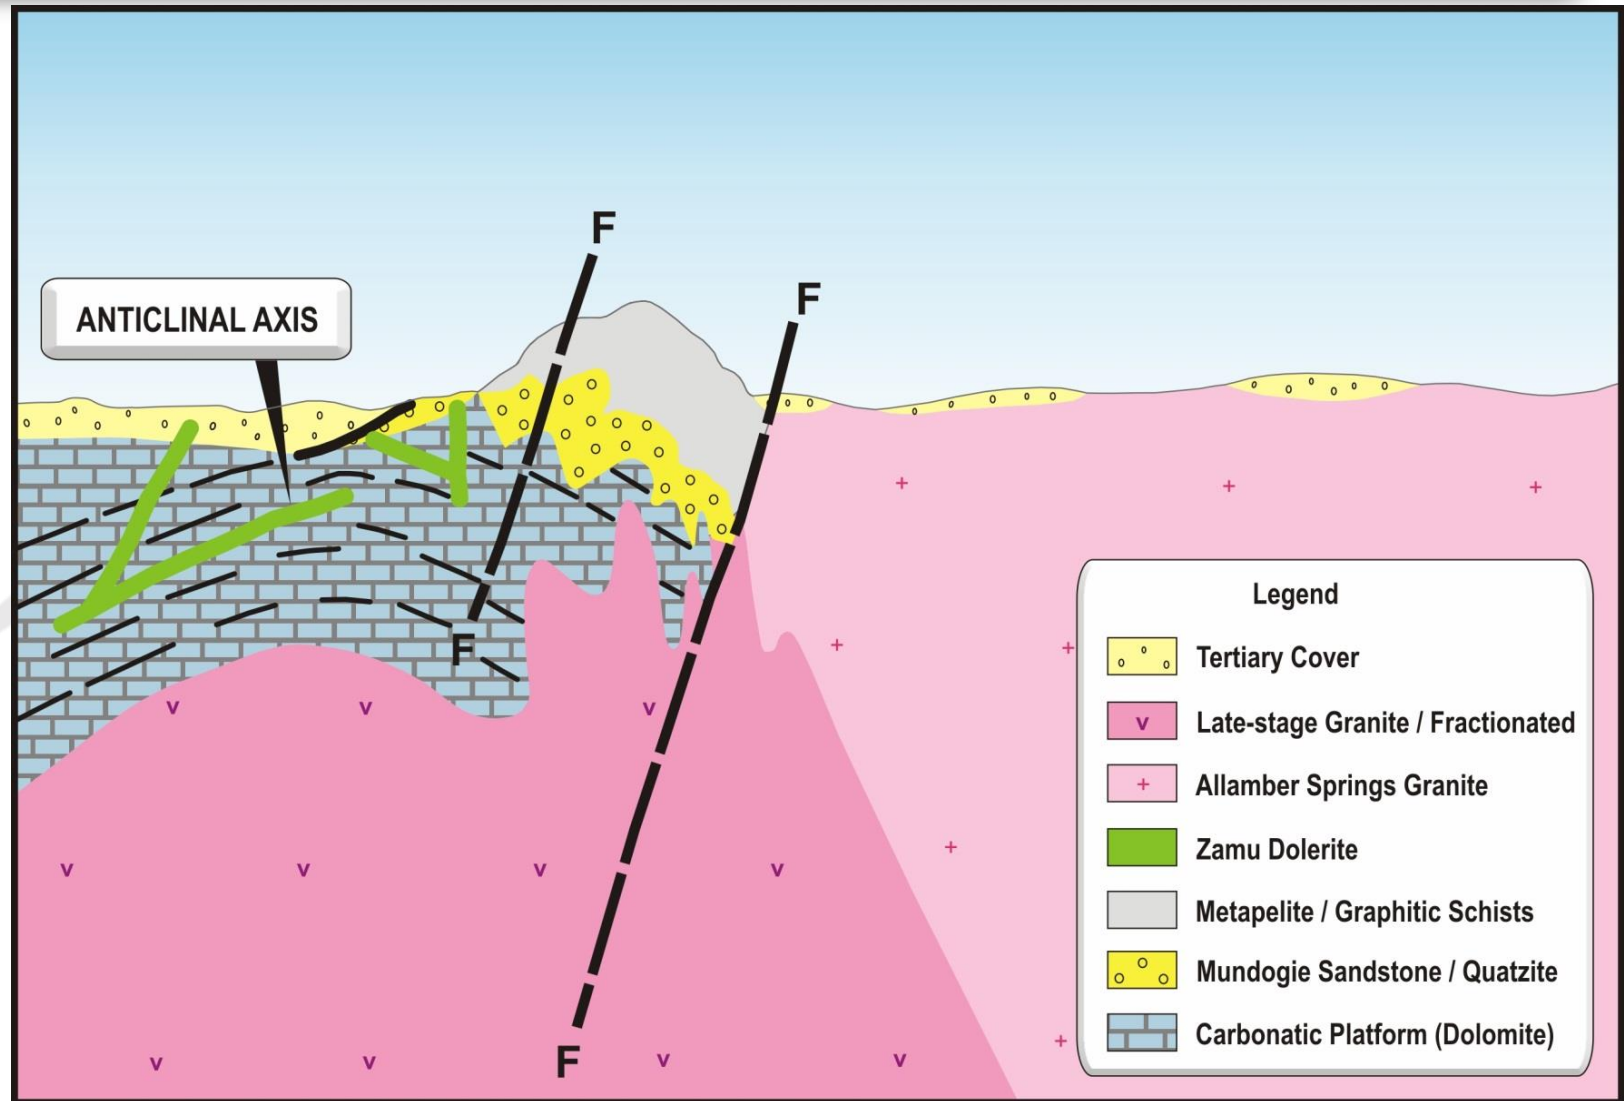 F
F
ANTICLINAL AXIS
F
F
Legend
Tertiary Cover
v Late-stage Granite / Fractionated
+ Allamber Springs Granite
Zamu Dolerite
Metapelite / Graphitic Schists
Mundogie Sandstone / Quatzite
Carbonatic Platform (Dolomite)